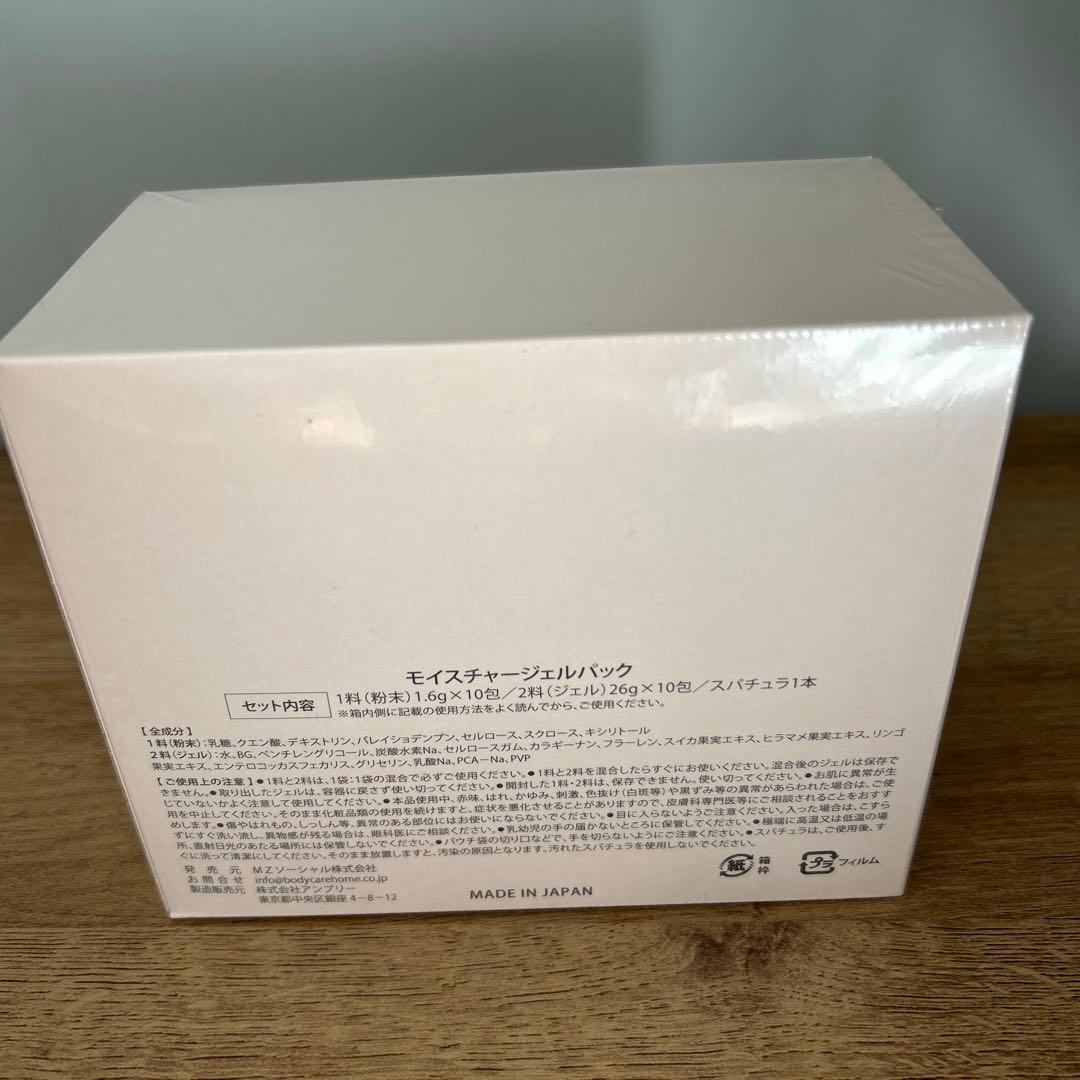 モイスチャージェルパック
セット内容 1料(粉末)1.6g×10包/2料(ジェル)26g×10包/スパチュラ1本
※箱内側に記載の使用方法をよく読んでから、ご使用ください。
【全成分】
1料(粉末):乳糖、クエン酸、デキストリン、バレイショデンプン、セルロース、スクロース、キシリトール
2料(ジェル):水、BG、ペンチレングリコール、炭酸水素Na、セルロースガム、カラギーナン、フラーレン、スイカ果実エキス、ヒラマメ果実エキス、リンゴ
果実エキス、エンテロコッカスフェカリス、グリセリン、乳酸Na、PCA-Na、PVP
【ご使用上の注意】●1料と2料は、1袋:1袋の混合で必ずご使用ください。●1料と2料を混合したらすぐにお使いください。混合後のジェルは保存で
きません。●取り出したジェルは、容器に戻さず使い切ってください。●開封した1料・2料は、保存できません。使い切ってください。●お肌に異常が生
じていないかよく注意して使用してください。●本品使用中、赤味、はれ、かゆみ、刺激、色抜け(白斑等)や黒ずみ等の異常があらわれた場合は、ご使
用を中止してください。そのまま化粧品類の使用を続けますと、症状を悪化させることがありますので、皮膚科専門医等にご相談されることをおすす
めします。●傷やはれもの、しっしん等、異常のある部位にはお使いにならないでください。●目に入らないようご注意ください。入った場合は、こすら
ずにすぐ洗い流し、異物感が残る場合は、眼科医にご相談ください。●乳幼児の手の届かないところに保管してください。●極端に高温又は低温の場
所、直射日光のあたる場所には保管しないでください。●パウチ袋の切り口などで、手を切らないようにご注意ください。●スパチュラは、ご使用後、す
ぐに洗って清潔にしてください。そのまま放置しますと、汚染の原因となります。汚れたスパチュラを使用しないでください。
発売元 MZソーシャル株式会社
お問合せ info@bodycarehome.co.jp
製造販売元 株式会社アンプリー
東京都中央区銀座4-8-12
MADE IN JAPAN
紙 箱枠
プラ フィルム